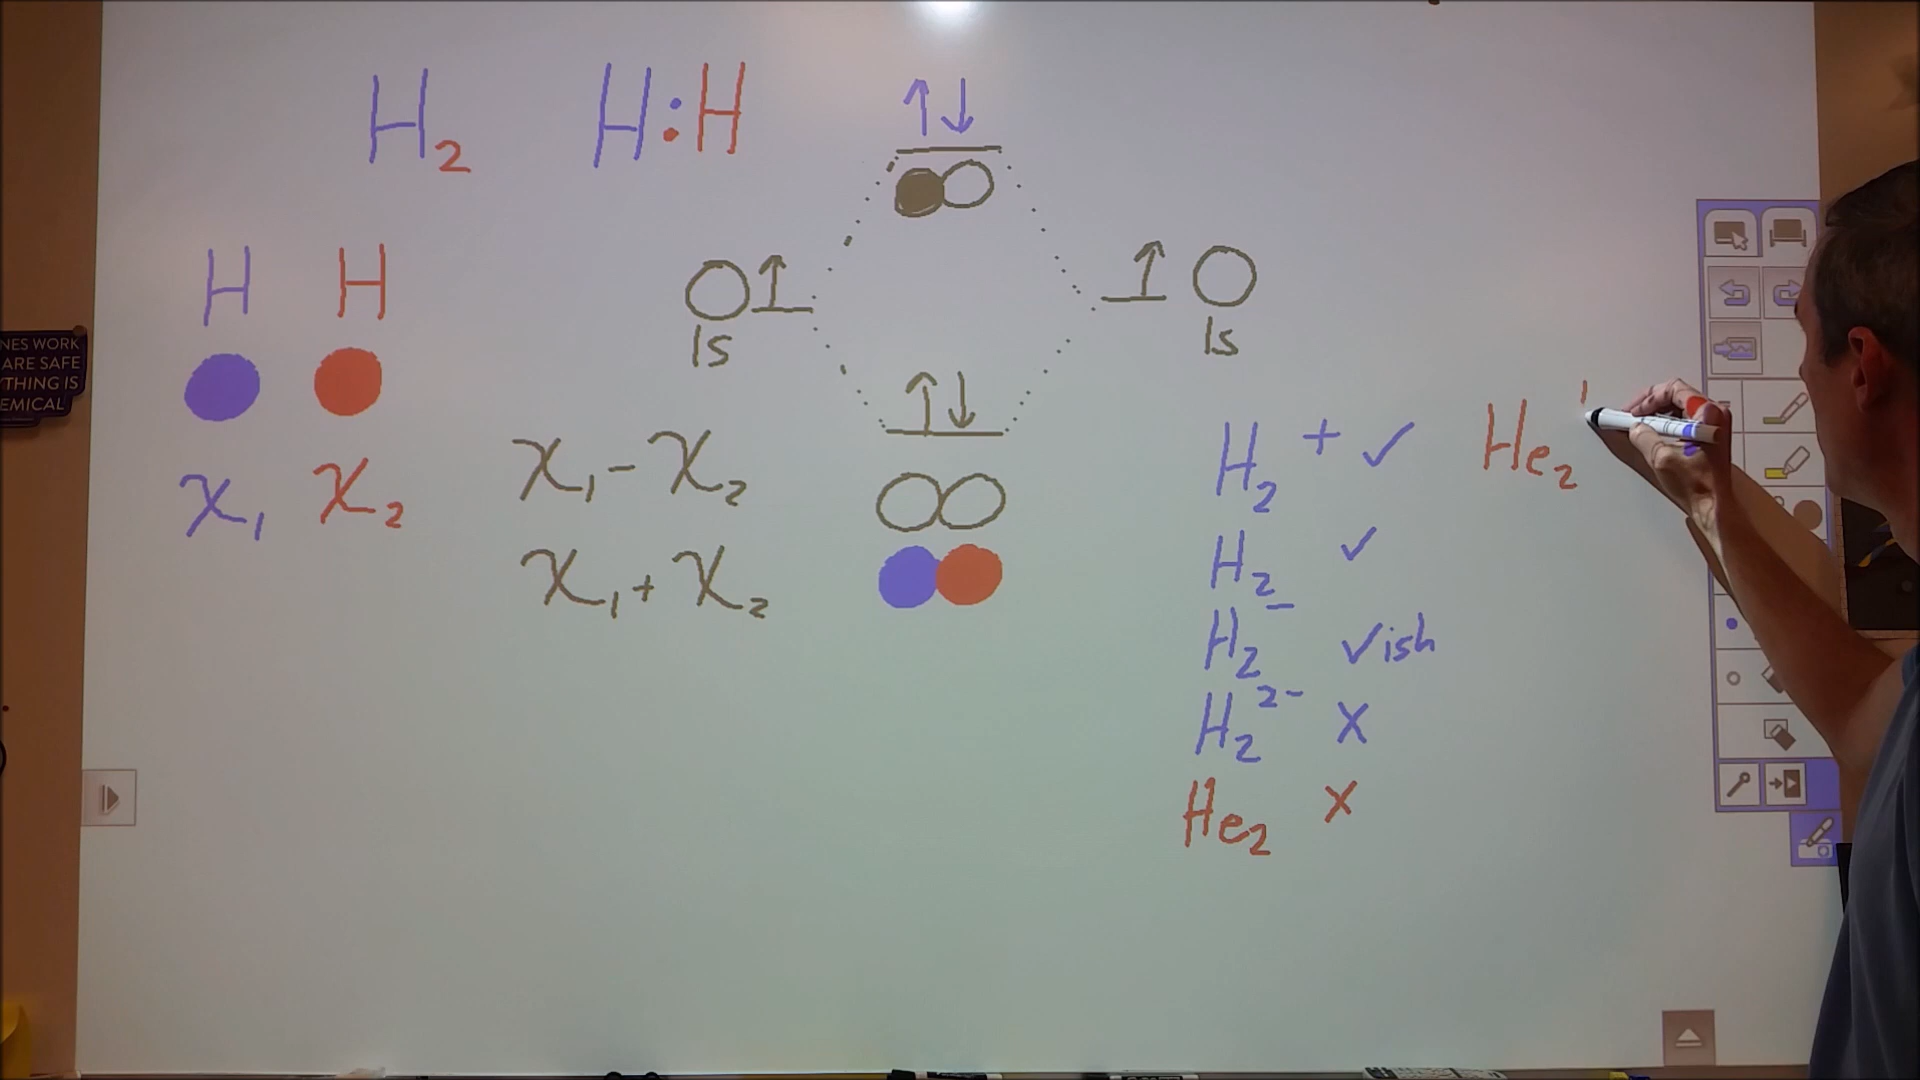 H₂
H:H
↑↓
H H
↑
1s
↑
1s
↑↓
χ₁ χ₂
χ₁ - χ₂
χ₁ + χ₂
H₂⁺ ✓
H₂ ✓
H₂⁻ ✓ish
H₂²⁻ X
He₂ X
He₂
NES WORK
ARE SAFE
THING IS
EMICAL